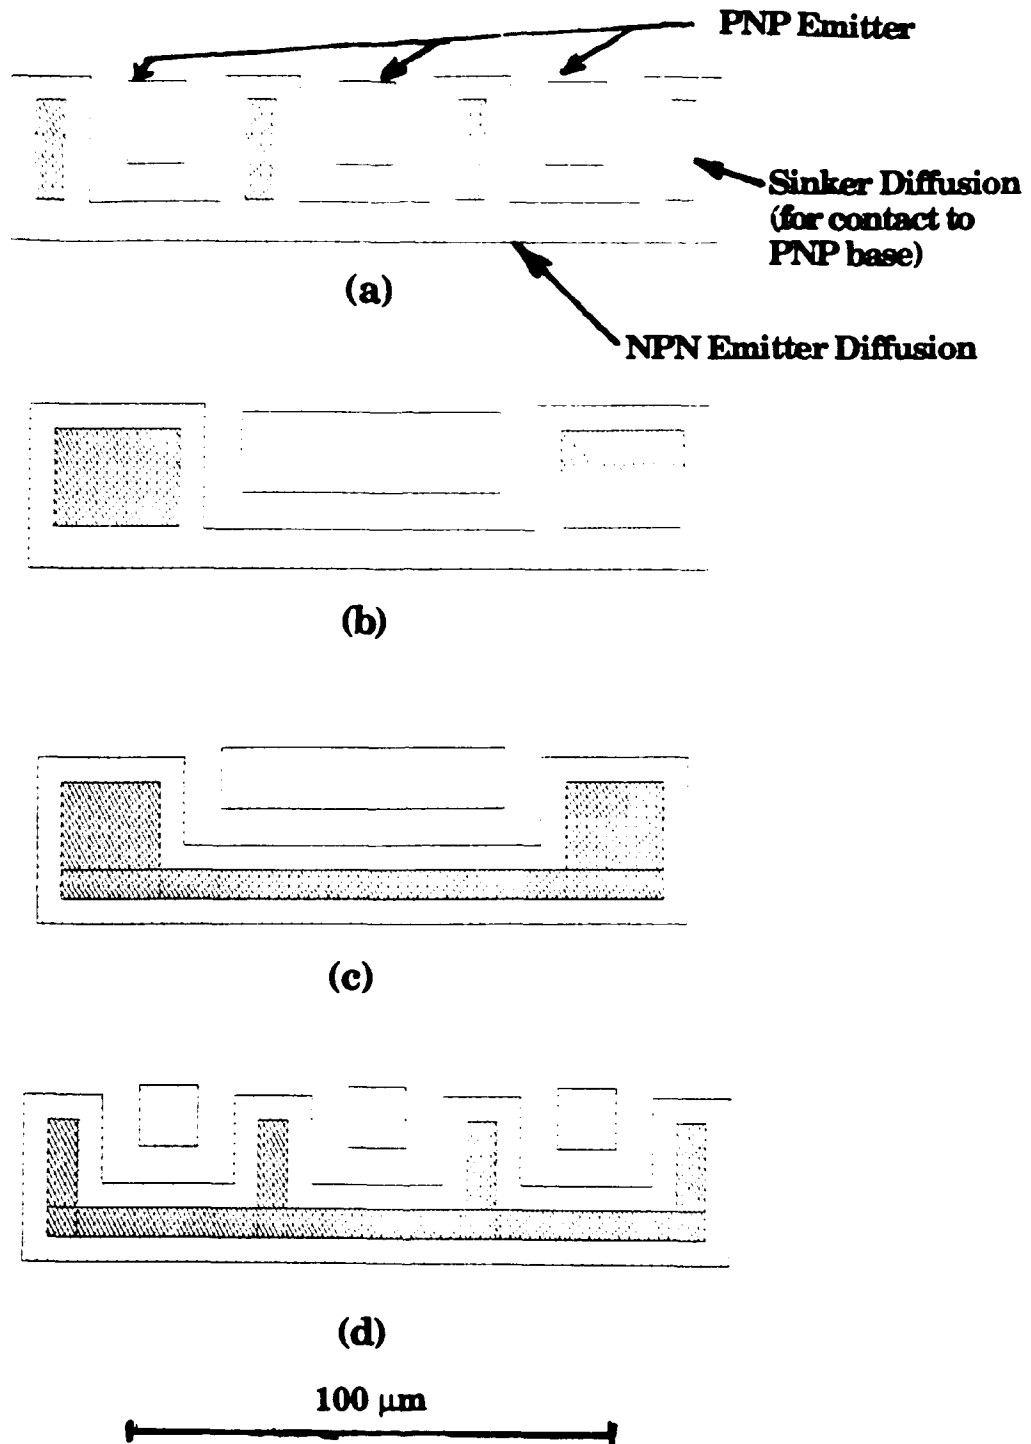 PNP Emitter
Sinker Diffusion
(for contact to
PNP base)
(a)
NPN Emitter Diffusion
(b)
(c)
(d)
100 μm